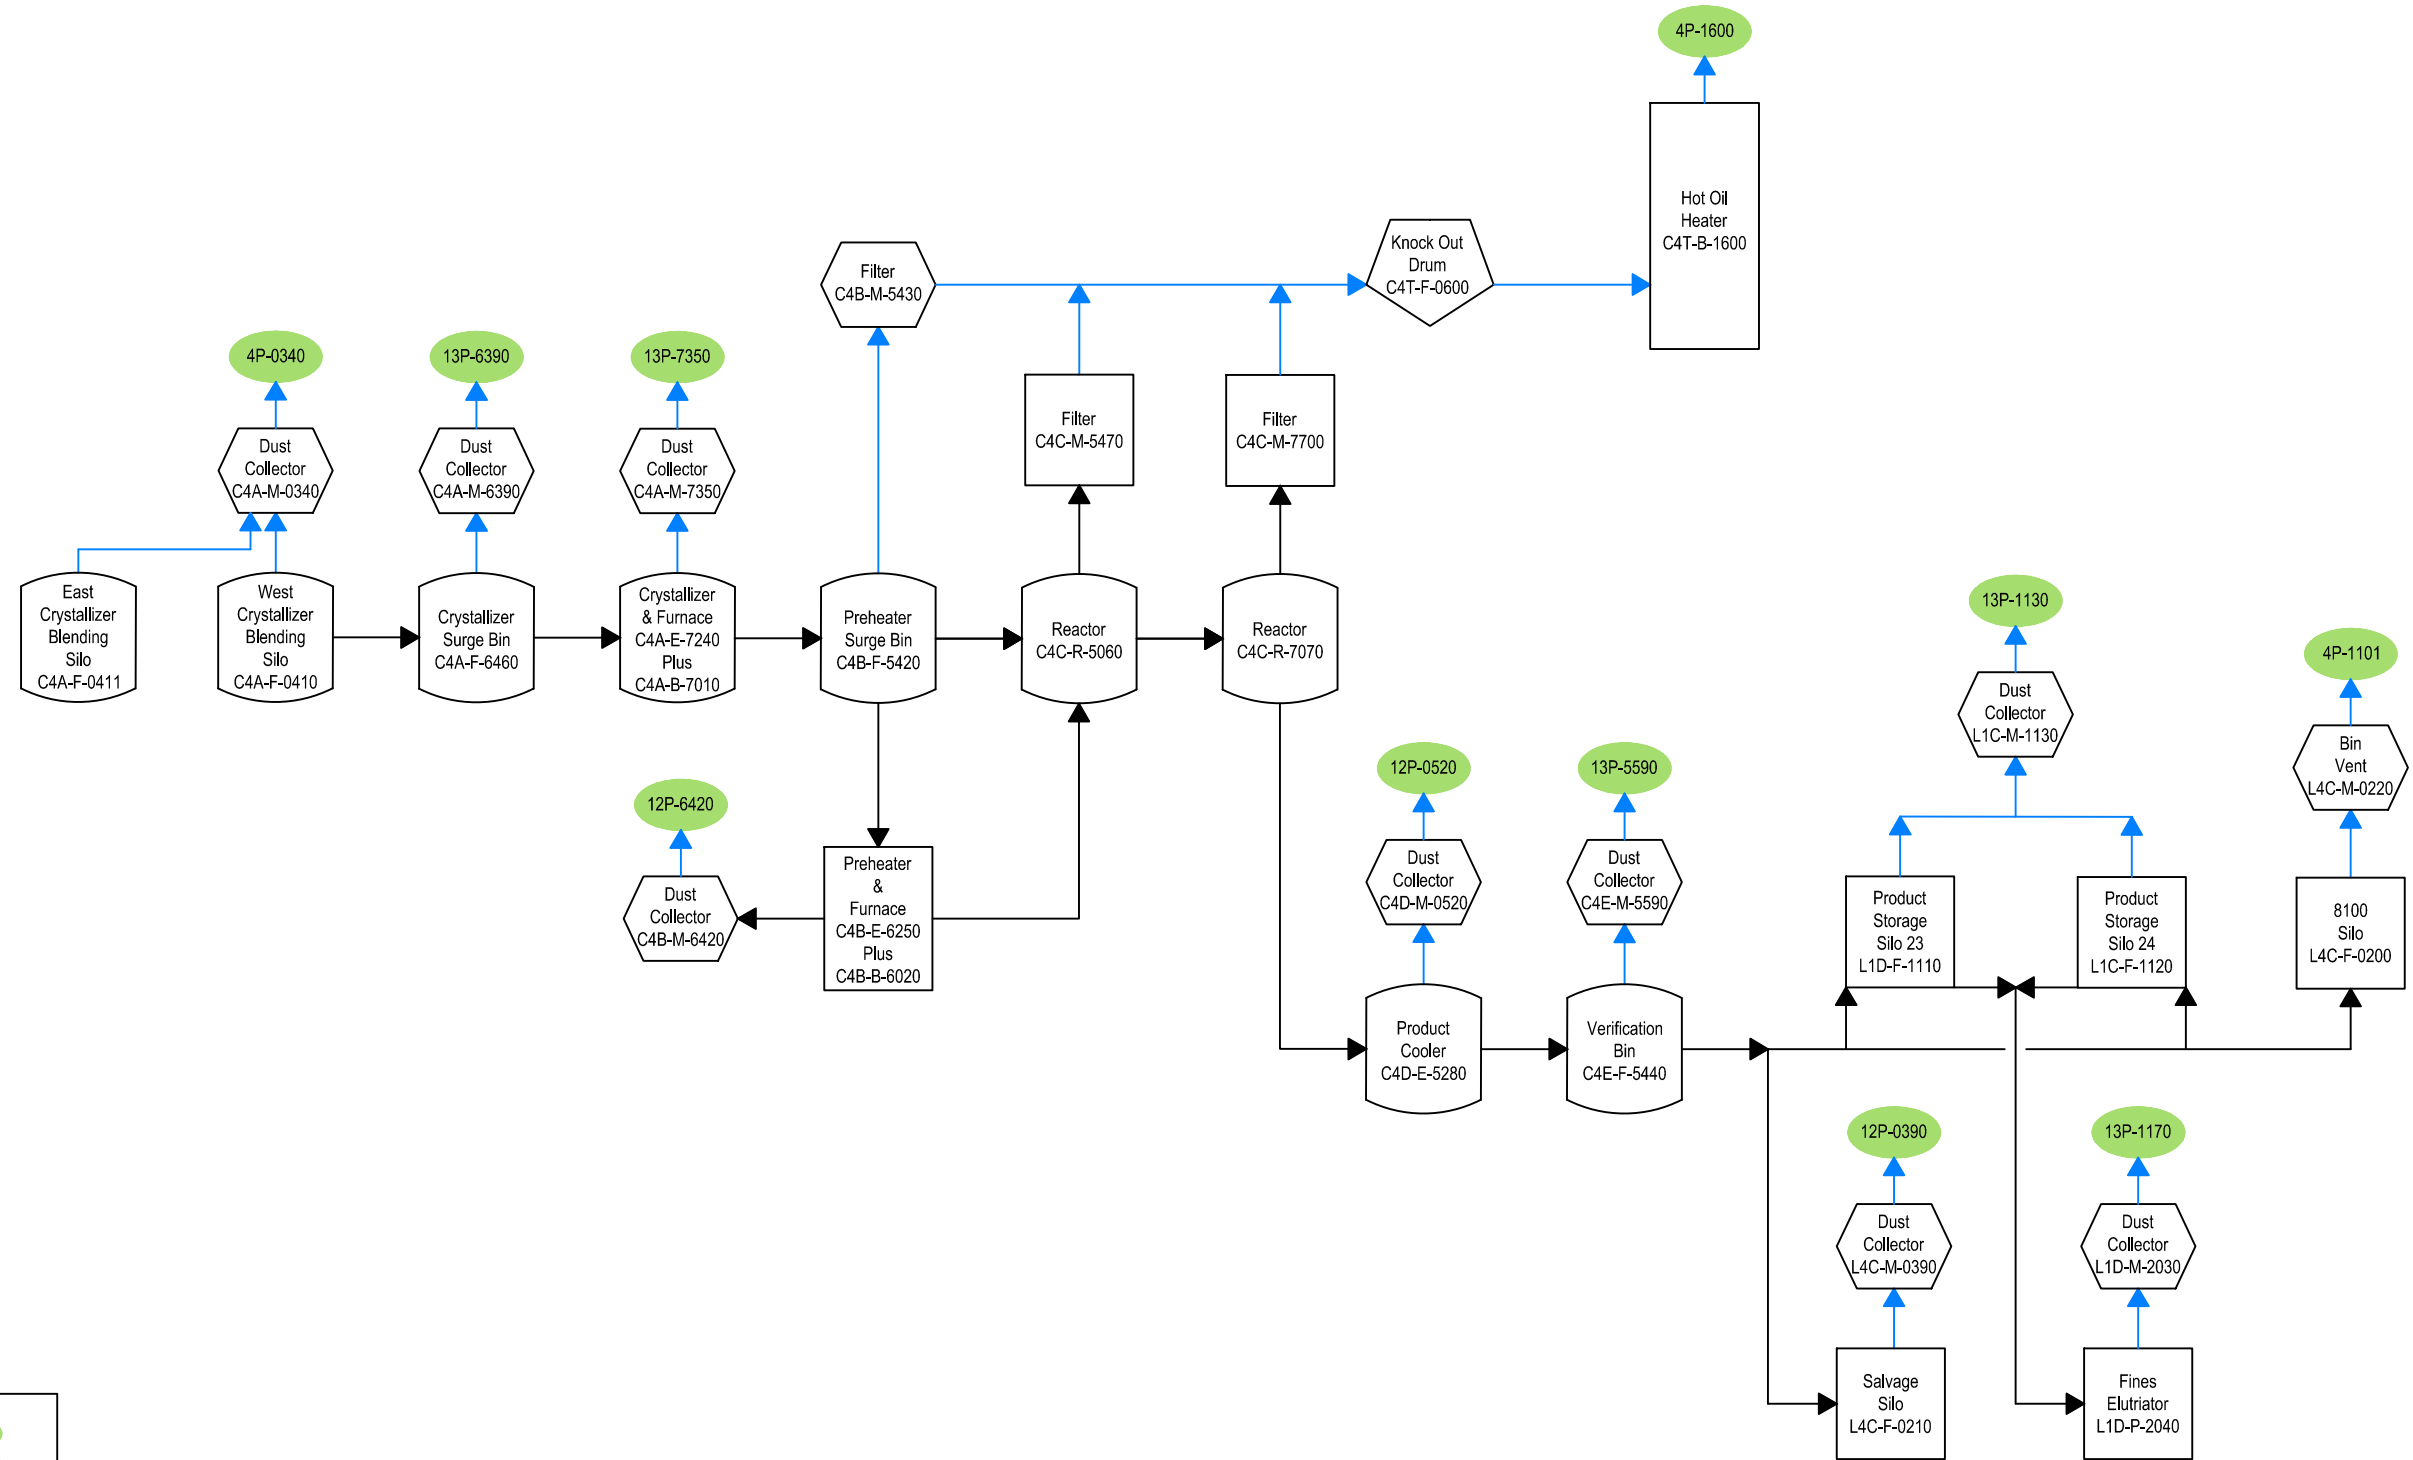 4P-1600
Hot Oil
Heater
C4T-B-1600
Knock Out
Drum
C4T-F-0600
Filter
C4B-M-5430
4P-0340
13P-6390
13P-7350
Dust
Collector
C4A-M-0340
Dust
Collector
C4A-M-6390
Dust
Collector
C4A-M-7350
Filter
C4C-M-5470
Filter
C4C-M-7700
East
Crystallizer
Blending
Silo
C4A-F-0411
West
Crystallizer
Blending
Silo
C4A-F-0410
Crystallizer
Surge Bin
C4A-F-6460
Crystallizer
& Furnace
C4A-E-7240
Plus
C4A-B-7010
Preheater
Surge Bin
C4B-F-5420
Reactor
C4C-R-5060
Reactor
C4C-R-7070
13P-1130
4P-1101
Dust
Collector
L1C-M-1130
Bin
Vent
L4C-M-0220
12P-6420
12P-0520
13P-5590
Dust
Collector
C4B-M-6420
Preheater
&
Furnace
C4B-E-6250
Plus
C4B-B-6020
Dust
Collector
C4D-M-0520
Dust
Collector
C4E-M-5590
Product
Storage
Silo 23
L1D-F-1110
Product
Storage
Silo 24
L1C-F-1120
8100
Silo
L4C-F-0200
Product
Cooler
C4D-E-5280
Verification
Bin
C4E-F-5440
12P-0390
13P-1170
Dust
Collector
L4C-M-0390
Dust
Collector
L1D-M-2030
Salvage
Silo
L4C-F-0210
Fines
Elutriator
L1D-P-2040